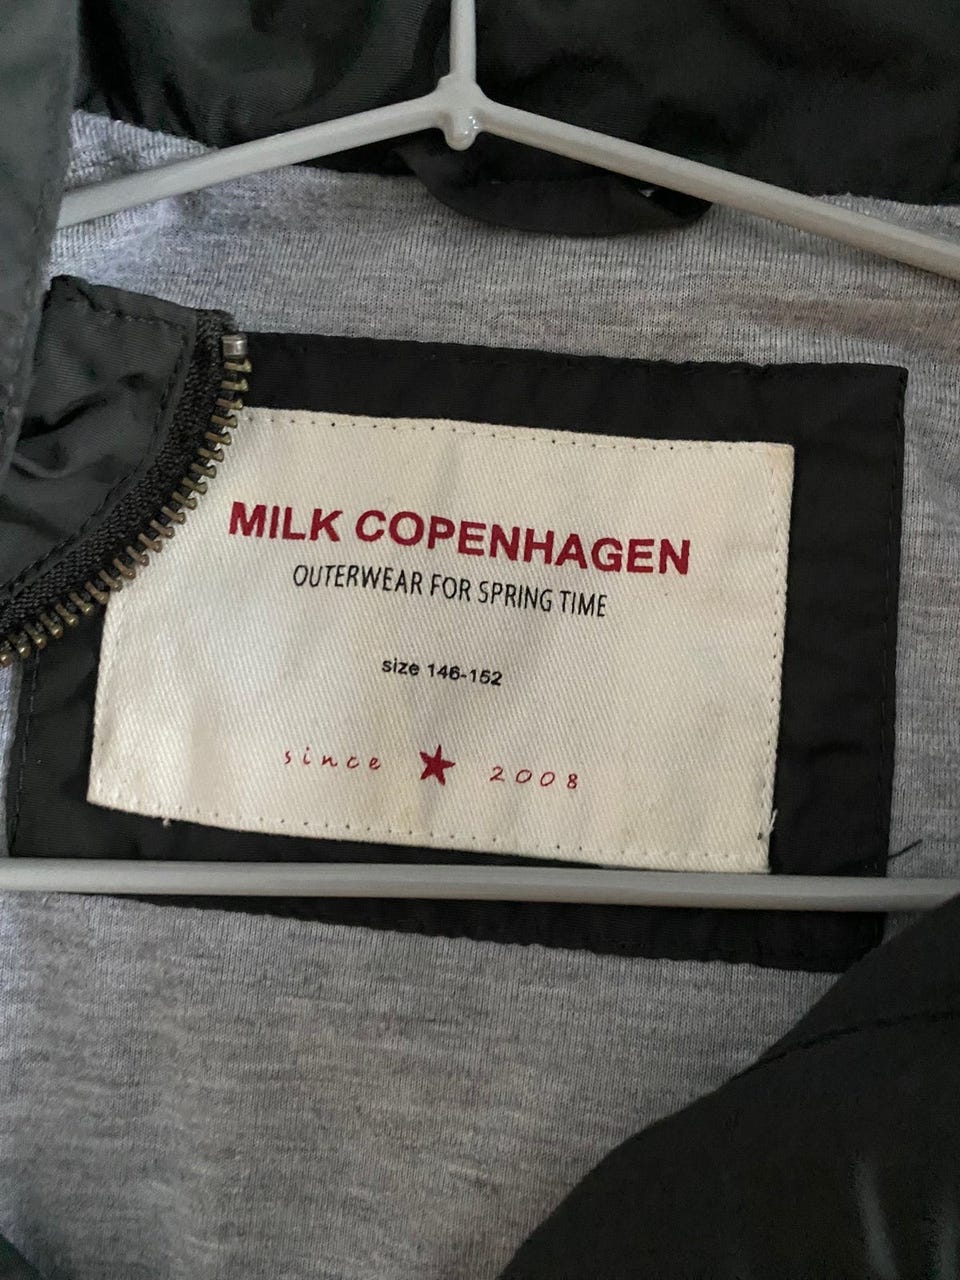 MILK COPENHAGEN
OUTERWEAR FOR SPRING TIME
size 146-152
since 2008